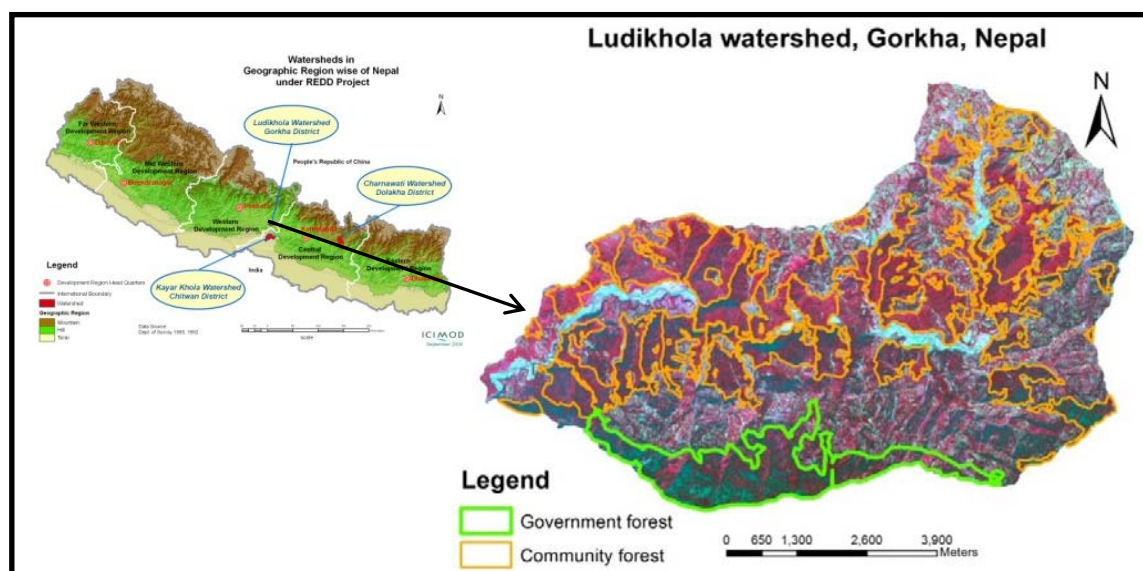 Ludikhola watershed, Gorkha, Nepal
Watersheds in
Geographic Region wise of Nepal
under REDD Project
N
Ludikhola Watershed
Gorkha District
Far Western
Development Region
People's Republic of China
Mid Western
Development Region
Charnawati Watershed
Dolakha District
Western
Development Region
Central
Development Region
Development Region
India
Kayar Khola Watershed
Chitwan District
Legend
Development Region Head Quarters
International Boundary
Watershed
Geographic Region
Mountain
Hill
Terai
Data Source:
ICIMOD
N
Legend
Government forest
Community forest
0 650 1,300 2,600 3,900
Meters